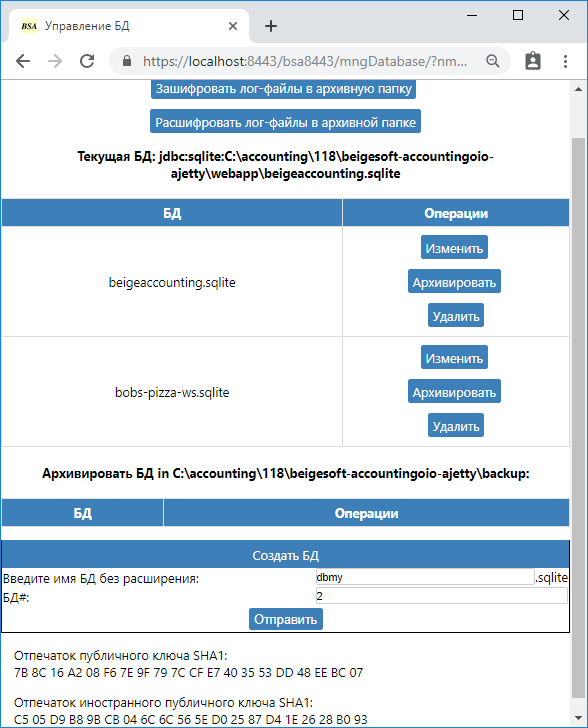 BSA Управление БД
https://localhost:8443/bsa8443/mngDatabase/?nm...
Зашифровать лог-файлы в архивную папку
Расшифровать лог-файлы в архивной папке
Текущая БД: jdbc:sqlite:C:\accounting\118\beigesoft-accountingoio-
ajetty\webapp\beigeaccounting.sqlite
БД Операции
Изменить
beigeaccounting.sqlite Архивировать
Удалить
Изменить
bobs-pizza-ws.sqlite Архивировать
Удалить
Архивировать БД in C:\accounting\118\beigesoft-accountingoio-ajetty\backup:
БД Операции
Создать БД
Введите имя БД без расширения: dbmy .sqlite
БД#: 2
Отправить
Отпечаток публичного ключа SHA1:
7B 8C 16 A2 08 F6 7E 9F 79 7C CF E7 40 35 53 DD 48 EE BC 07
Отпечаток иностранного публичного ключа SHA1:
C5 05 D9 B8 9B CB 04 6C 6C 56 5E D0 25 87 D4 1E 26 28 B0 93